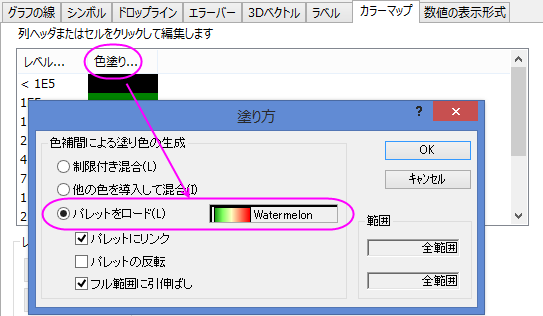 グラフの線 シンボル ドロップライン エラーバー 3Dベクトル ラベル カラーマップ 数値の表示形式
列ヘッダまたはセルをクリックして編集します
レベル... 色塗り...
< 1E5
塗り方 ? ×
色補間による塗り色の生成
制限付き混合(L)
他の色を導入して混合(I)
パレットをロード(L) Watermelon
パレットにリンク
パレットの反転
フル範囲に引伸ばし
OK
キャンセル
範囲
全範囲
全範囲